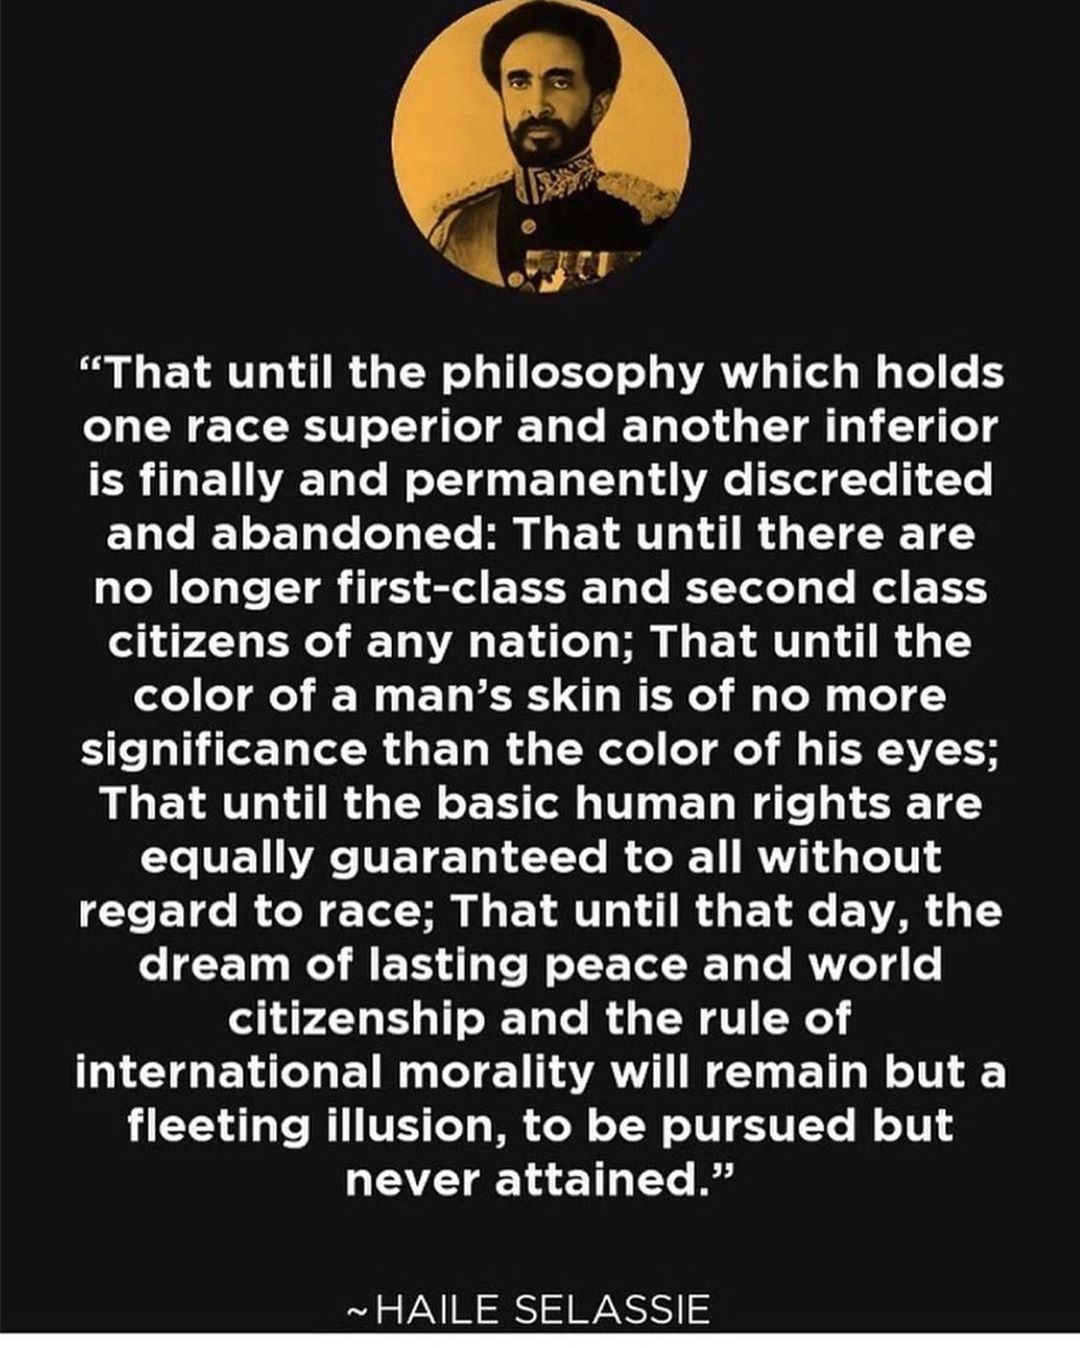 “That until the philosophy which holds
one race superior and another inferior
is finally and permanently discredited
and abandoned: That until there are
no longer first-class and second class
citizens of any nation; That until the
color of a man’s skin is of no more
significance than the color of his eyes;
That until the basic human rights are
equally guaranteed to all without
regard to race; That until that day, the
dream of lasting peace and world
citizenship and the rule of
international morality will remain but a
fleeting illusion, to be pursued but
never attained.”
~HAILE SELASSIE